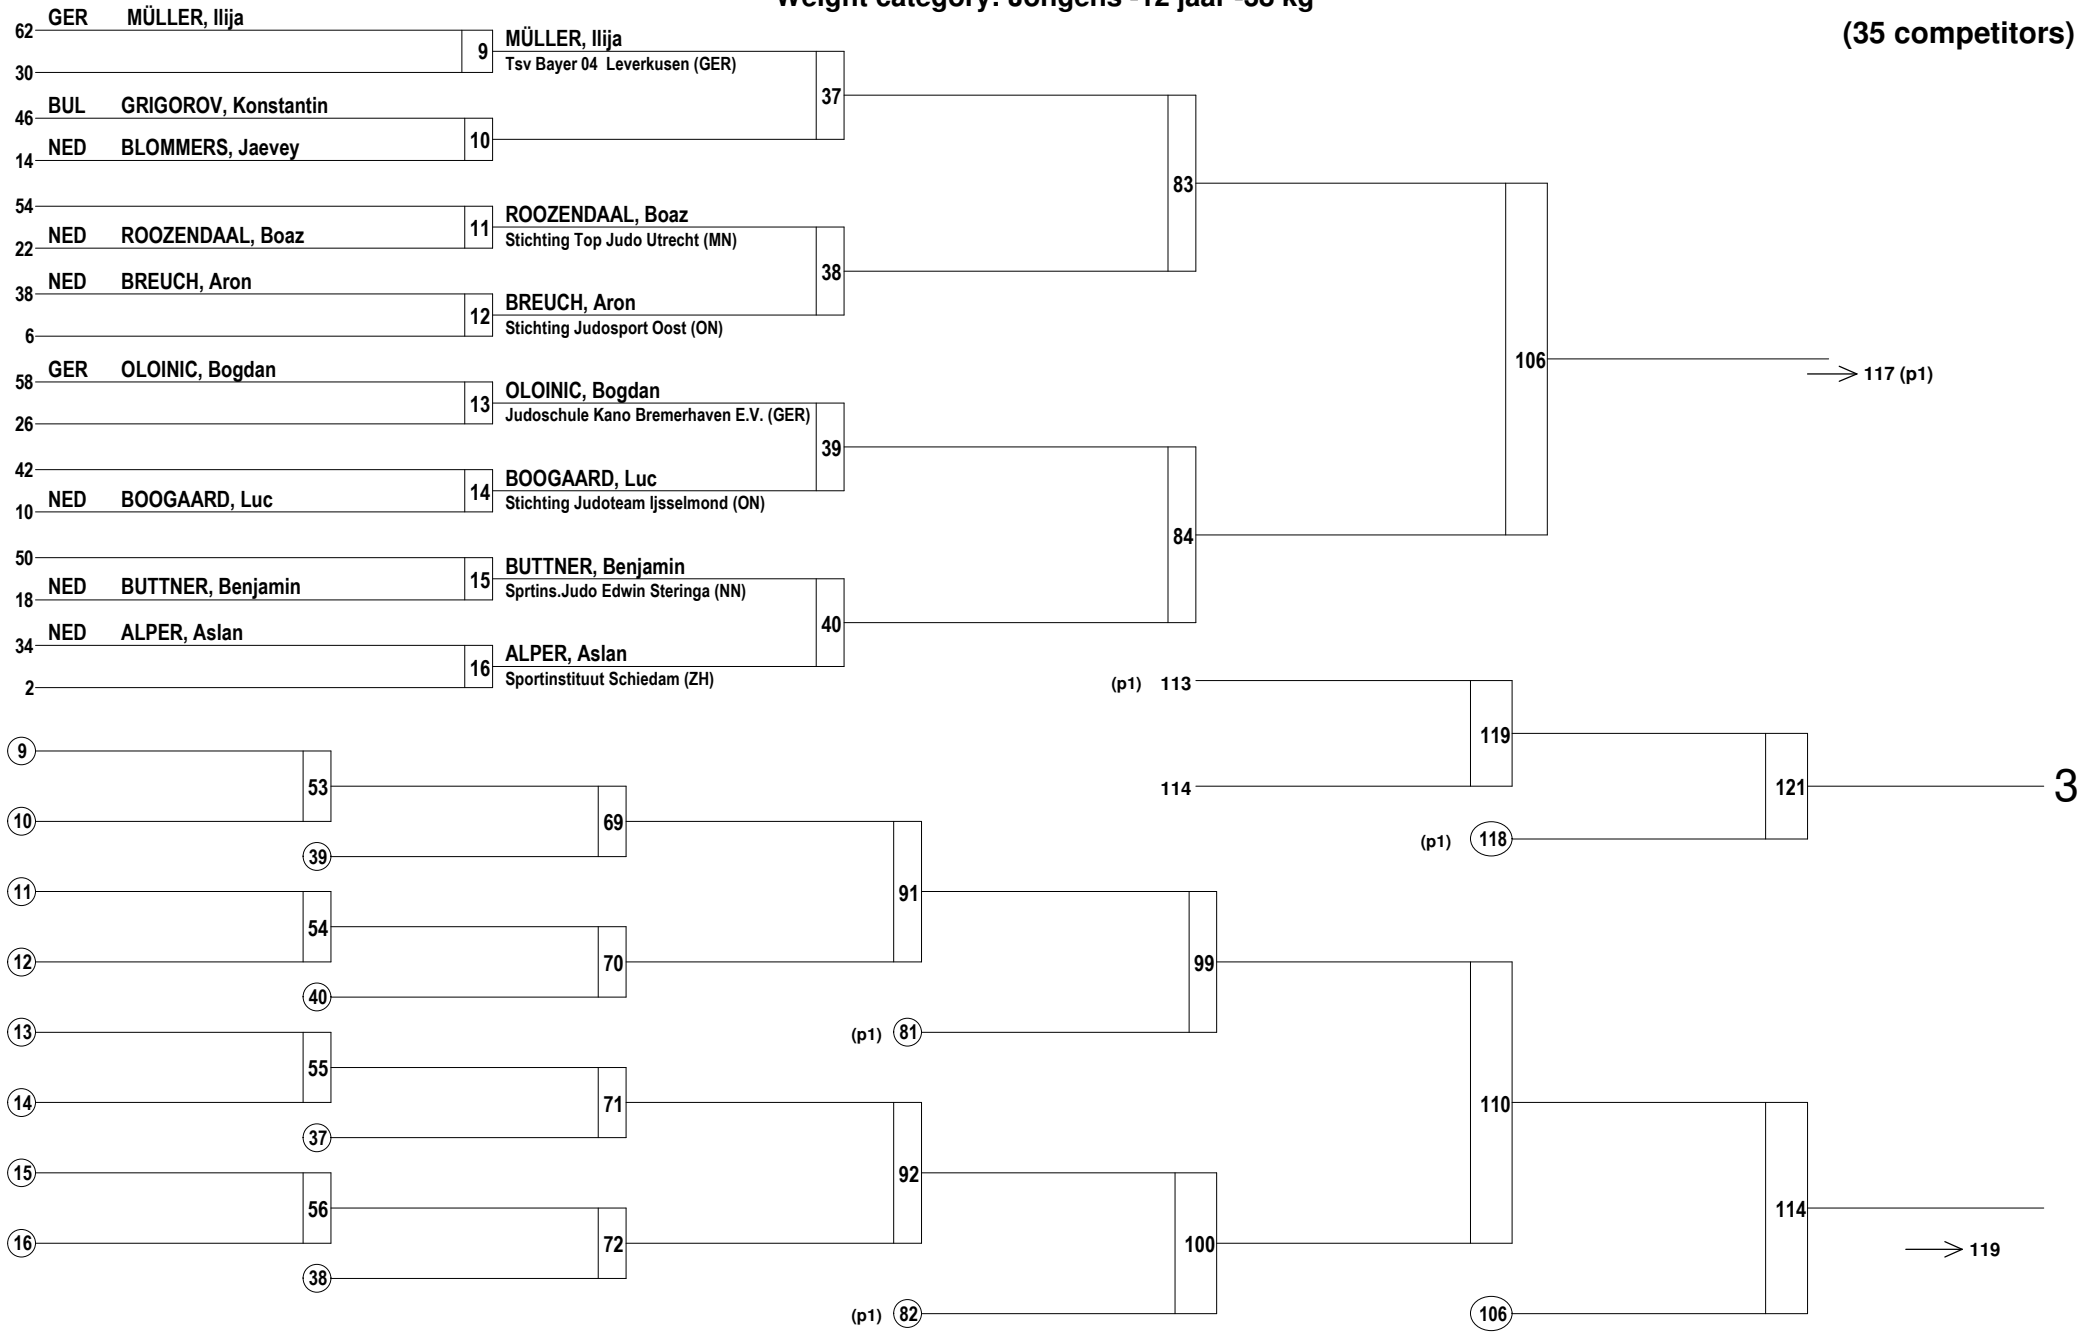 Weight category: Jongens -12 jaar -38 kg
(35 competitors)
62 GER MÜLLER, Ilija
9
MÜLLER, Ilija
Tsv Bayer 04 Leverkusen (GER)
30
37
46 BUL GRIGOROV, Konstantin
10
14 NED BLOMMERS, Jaevey
83
54
11
ROOZENDAAL, Boaz
Stichting Top Judo Utrecht (MN)
22 NED ROOZENDAAL, Boaz
38
38 NED BREUCH, Aron
12
BREUCH, Aron
Stichting Judosport Oost (ON)
6
106
117 (p1)
58 GER OLOINIC, Bogdan
13
OLOINIC, Bogdan
Judoschule Kano Bremerhaven E.V. (GER)
26
39
42
14
BOOGAARD, Luc
Stichting Judoteam Ijsselmond (ON)
10 NED BOOGAARD, Luc
84
50
15
BUTTNER, Benjamin
Sprtins.Judo Edwin Steringa (NN)
18 NED BUTTNER, Benjamin
40
34 NED ALPER, Aslan
16
ALPER, Aslan
Sportinstituut Schiedam (ZH)
2
(p1) 113
119
114
121
3
(p1) 118
9
53
10
69
39
11
54
12
70
40
91
99
(p1) 81
13
55
14
71
37
110
15
56
16
72
38
92
100
(p1) 82
114
119
106